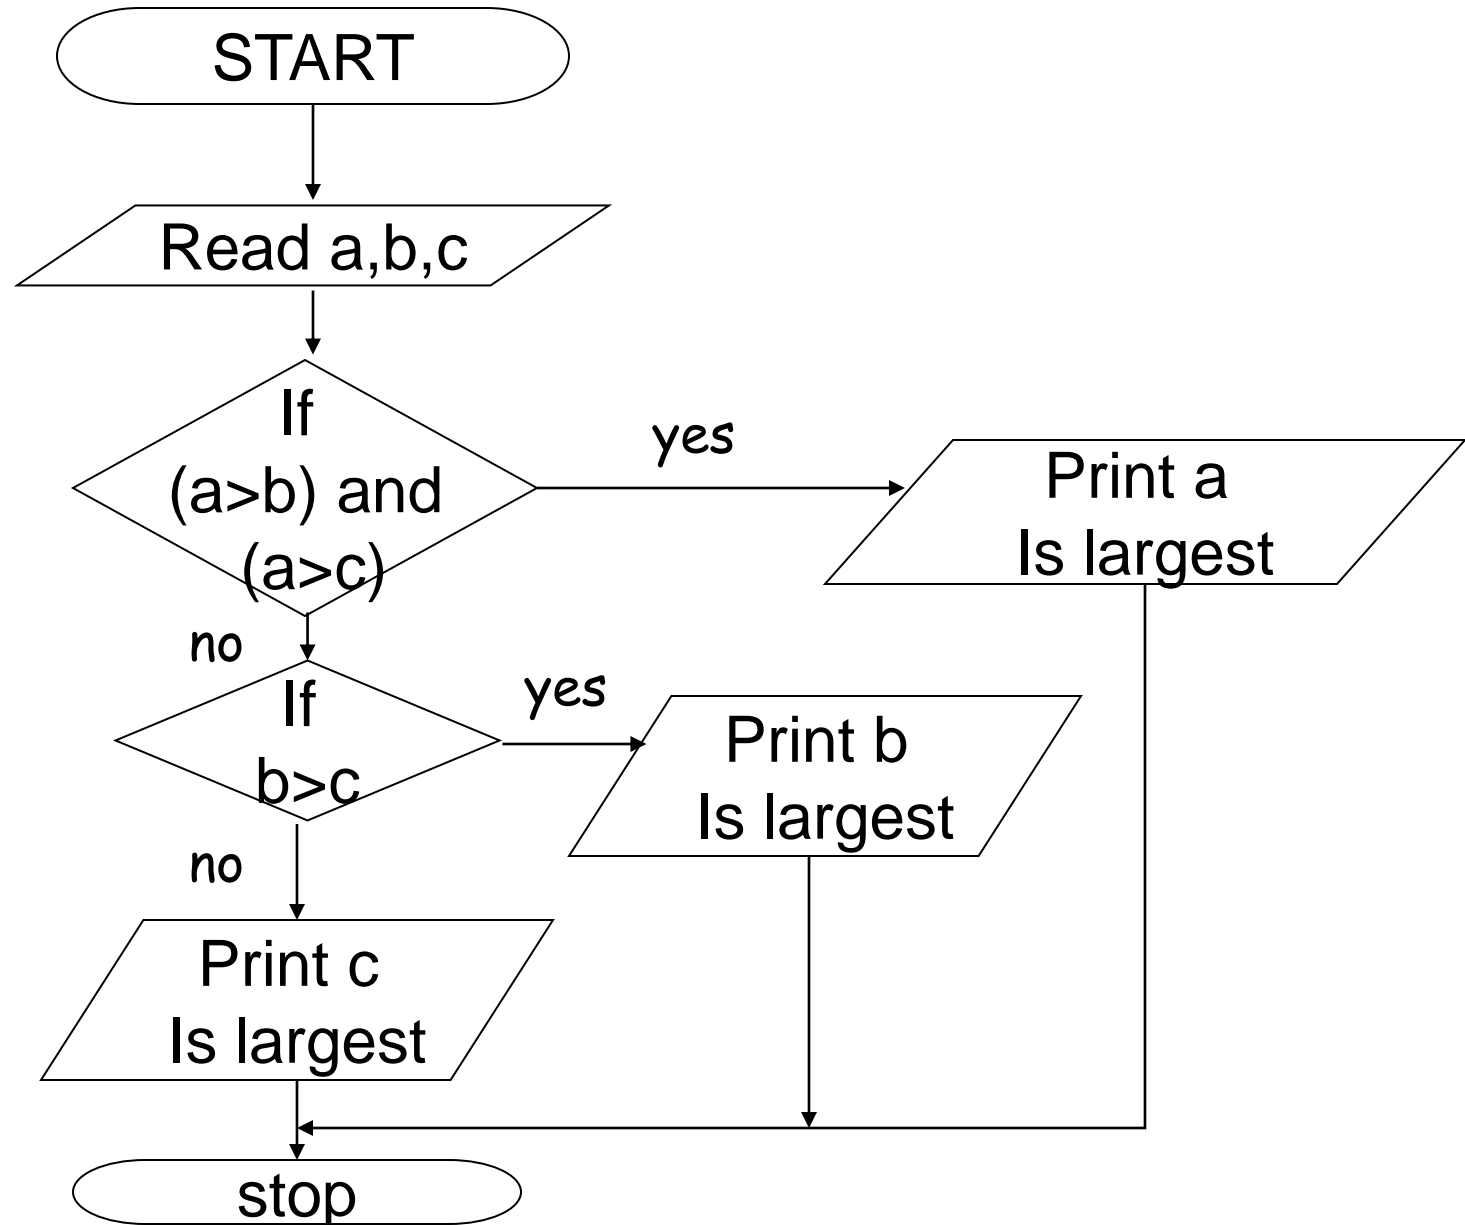 START
Read a,b,c
If
(a>b) and
(a>c)
yes
Print a
Is largest
no
If
b>c
yes
Print b
Is largest
no
Print c
Is largest
stop